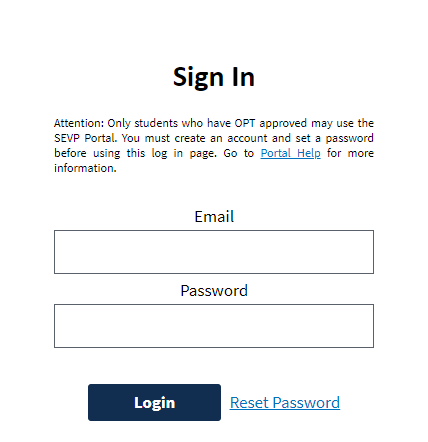 Sign In
Attention: Only students who have OPT approved may use the
SEVP Portal. You must create an account and set a password
before using this log in page. Go to Portal Help for more
information.
Email
Password
Login Reset Password